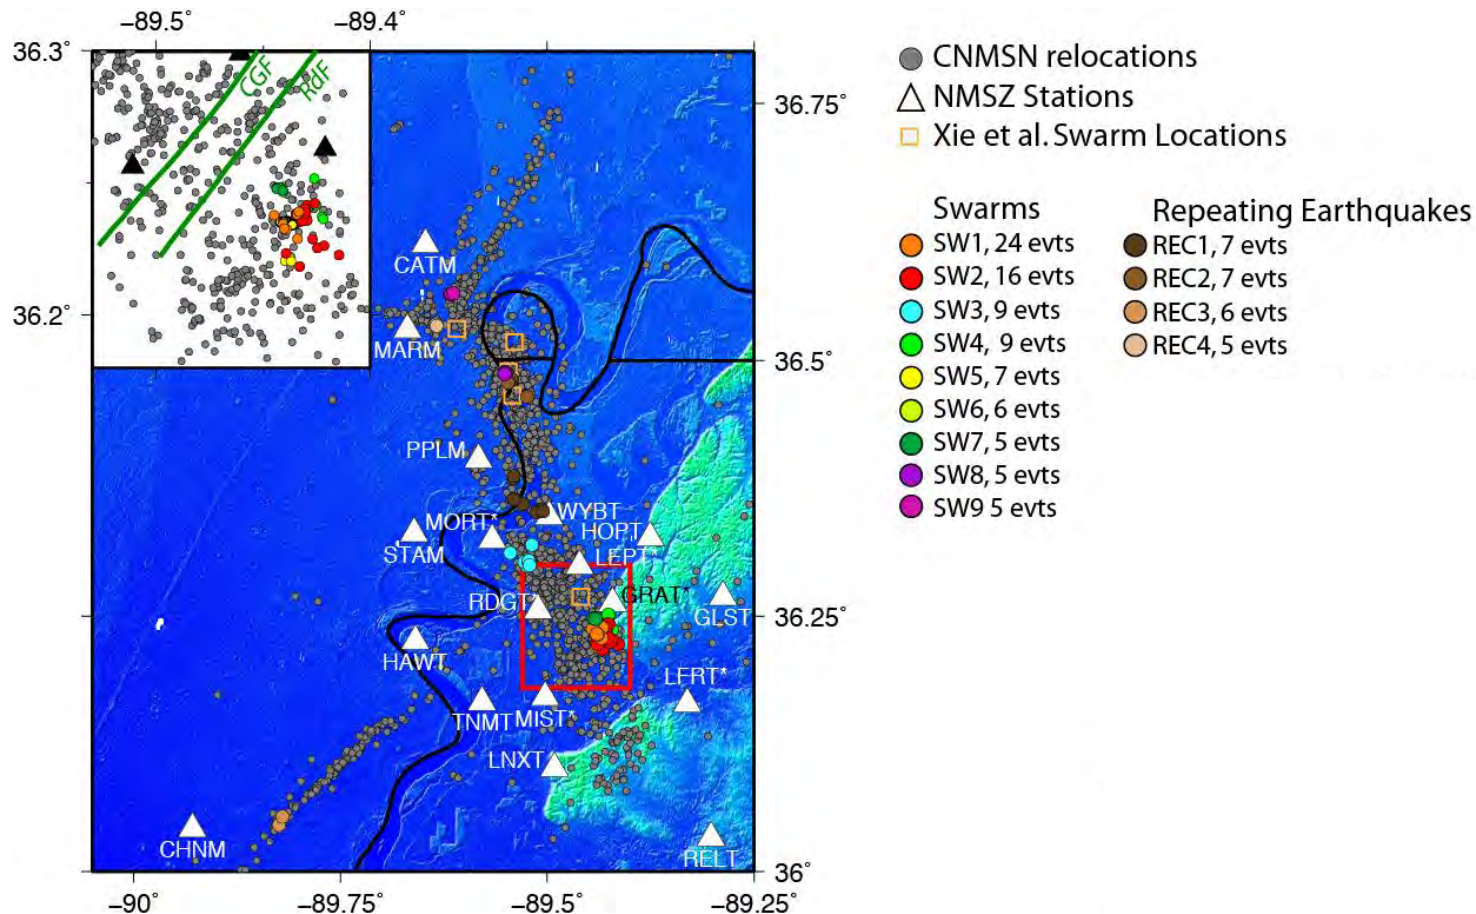 −89.5˚
−89.4˚
36.3˚
36.2˚
CGF
RdF
36.75˚
36.5˚
36.25˚
36˚
−90˚
−89.75˚
−89.5˚
−89.25˚
CATM
MARM
PPLM
WYBT
MORT*
HOPT
STAM
LEPT*
RDGT*
GRAT*
GLST
HAWT
LFRT*
TNMT
MIST*
LNXT
CHNM
RELT
CNMSN relocations
NMSZ Stations
Xie et al. Swarm Locations
Swarms
SW1, 24 evts
SW2, 16 evts
SW3, 9 evts
SW4, 9 evts
SW5, 7 evts
SW6, 6 evts
SW7, 5 evts
SW8, 5 evts
SW9 5 evts
Repeating Earthquakes
REC1, 7 evts
REC2, 7 evts
REC3, 6 evts
REC4, 5 evts